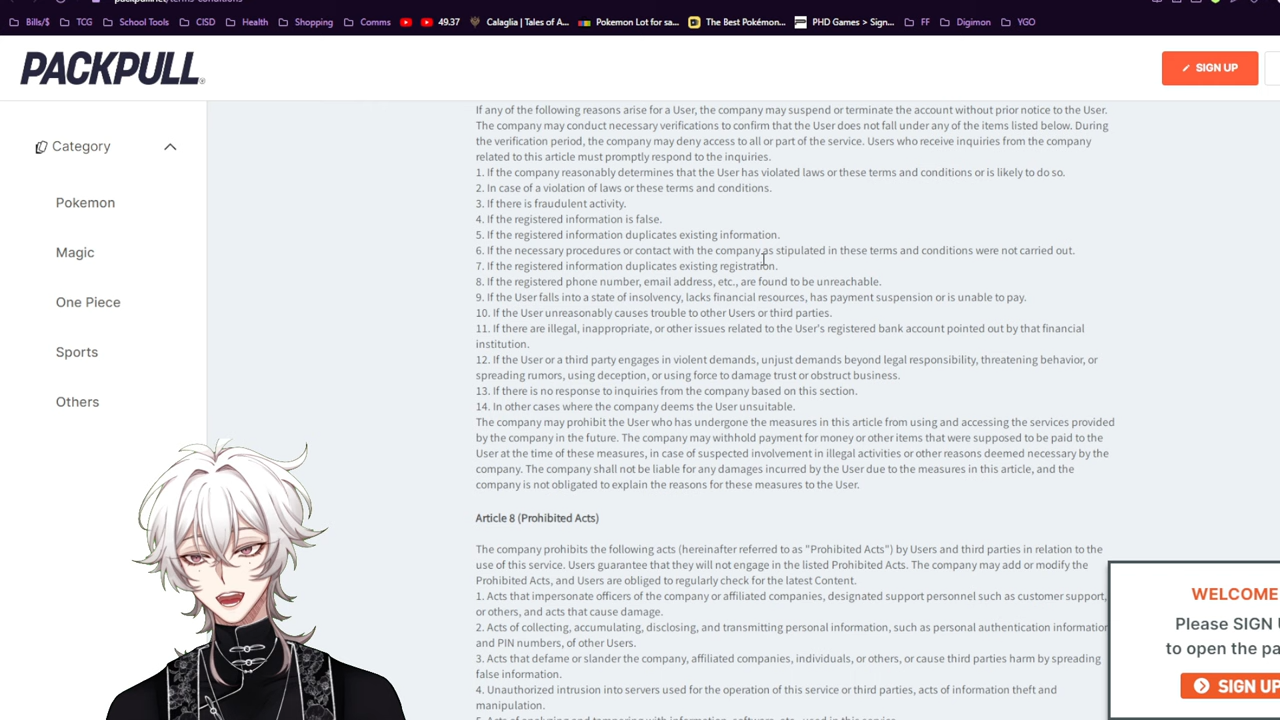 Bills/$ TCG School Tools CISD Health Shopping Comms 49.37 Calaglia | Tales of A... Pokemon Lot for sa... The Best Pokémon... PHD Games > Sign... FF Digimon YGO
PACKPULL
SIGN UP
Category
Pokemon
Magic
One Piece
Sports
Others
If any of the following reasons arise for a User, the company may suspend or terminate the account without prior notice to the User.
The company may conduct necessary verifications to confirm that the User does not fall under any of the items listed below. During
the verification period, the company may deny access to all or part of the service. Users who receive inquiries from the company
related to this article must promptly respond to the inquiries.
1. If the company reasonably determines that the User has violated laws or these terms and conditions or is likely to do so.
2. In case of a violation of laws or these terms and conditions.
3. If there is fraudulent activity.
4. If the registered information is false.
5. If the registered information duplicates existing information.
6. If the necessary procedures or contact with the company as stipulated in these terms and conditions were not carried out.
7. If the registered information duplicates existing registration.
8. If the registered phone number, email address, etc., are found to be unreachable.
9. If the User falls into a state of insolvency, lacks financial resources, has payment suspension or is unable to pay.
10. If the User unreasonably causes trouble to other Users or third parties.
11. If there are illegal, inappropriate, or other issues related to the User's registered bank account pointed out by that financial
institution.
12. If the User or a third party engages in violent demands, unjust demands beyond legal responsibility, threatening behavior, or
spreading rumors, using deception, or using force to damage trust or obstruct business.
13. If there is no response to inquiries from the company based on this section.
14. In other cases where the company deems the User unsuitable.
The company may prohibit the User who has undergone the measures in this article from using and accessing the services provided
by the company in the future. The company may withhold payment for money or other items that were supposed to be paid to the
User at the time of these measures, in case of suspected involvement in illegal activities or other reasons deemed necessary by the
company. The company shall not be liable for any damages incurred by the User due to the measures in this article, and the
company is not obligated to explain the reasons for these measures to the User.
Article 8 (Prohibited Acts)
The company prohibits the following acts (hereinafter referred to as "Prohibited Acts") by Users and third parties in relation to the
use of this service. Users guarantee that they will not engage in the listed Prohibited Acts. The company may add or modify the
Prohibited Acts, and Users are obliged to regularly check for the latest Content.
1. Acts that impersonate officers of the company or affiliated companies, designated support personnel such as customer support,
or others, and acts that cause damage.
2. Acts of collecting, accumulating, disclosing, and transmitting personal information, such as personal authentication information
and PIN numbers, of other Users.
3. Acts that defame or slander the company, affiliated companies, individuals, or others, or cause third parties harm by spreading
false information.
4. Unauthorized intrusion into servers used for the operation of this service or third parties, acts of information theft and
manipulation.
WELCOME
Please SIGN U
to open the pa
SIGN UP